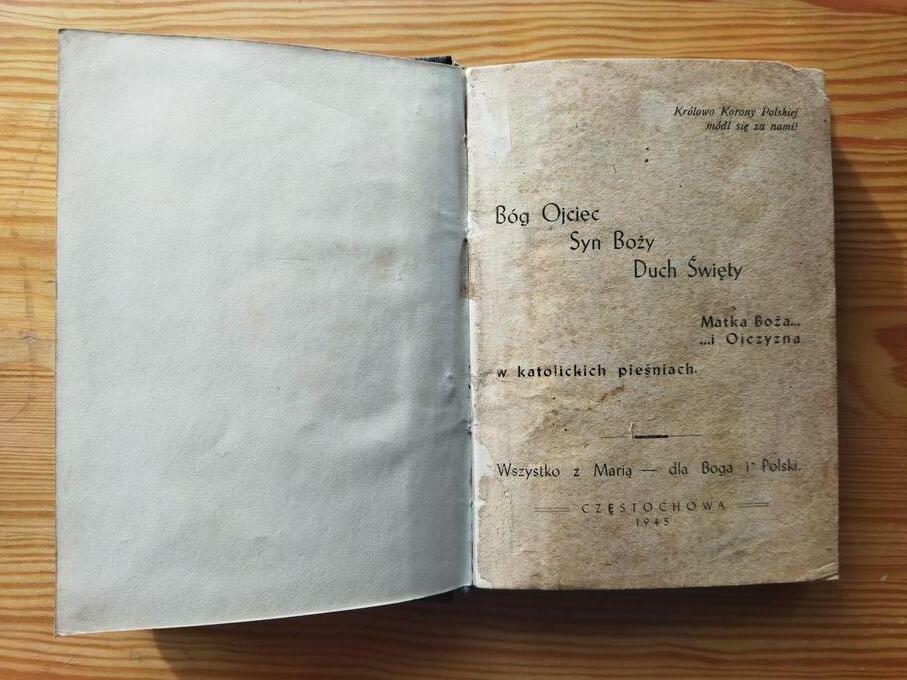 Królowo Korony Polskiej
módl się za nami!
Bóg Ojciec
Syn Boży
Duch Święty
Matka Boża...
...i Ojczyzna
w katolickich pieśniach.
Wszystko z Marią — dla Boga i Polski.
CZĘSTOCHOWA
1945